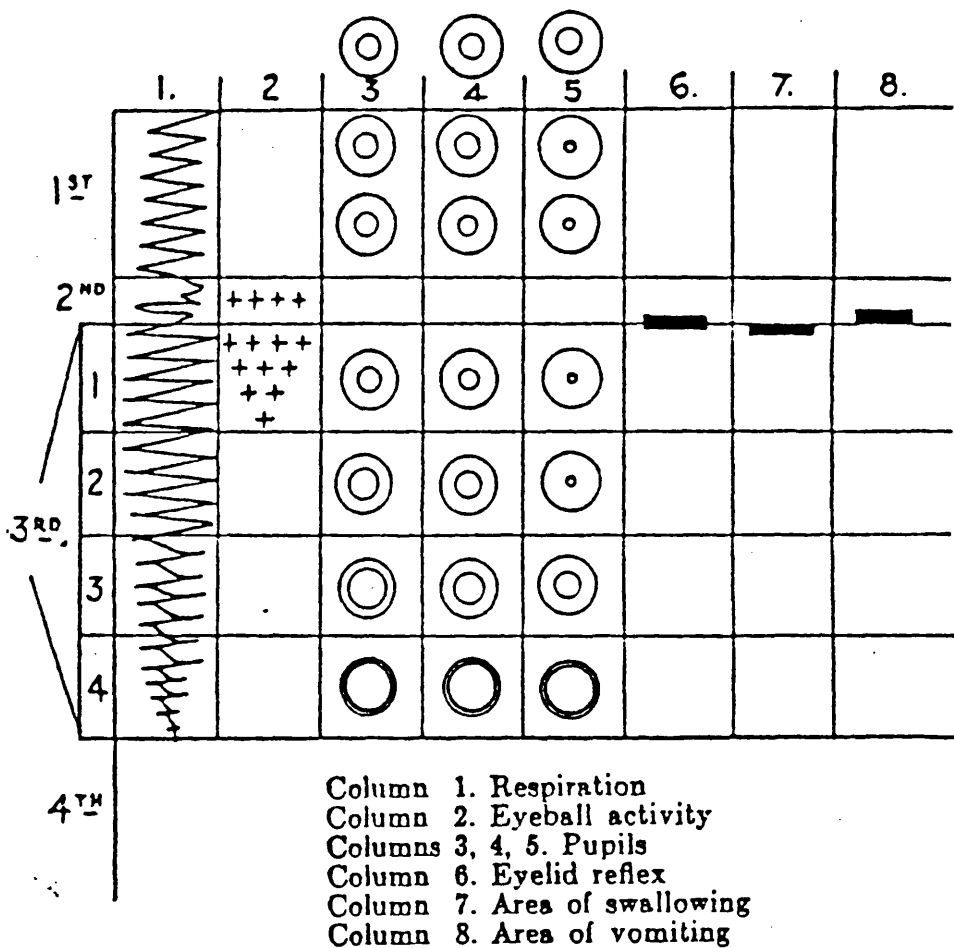 1. 2 3 4 5 6. 7. 8.
1ST
2ND
++++
++++
+++
++
+
1
2
3RD.
3
4
4TH
Column 1. Respiration
Column 2. Eyeball activity
Columns 3, 4, 5. Pupils
Column 6. Eyelid reflex
Column 7. Area of swallowing
Column 8. Area of vomiting